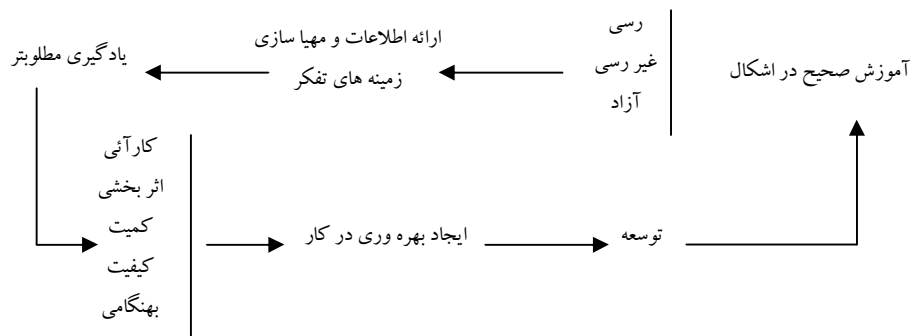 آموزش صحیح در اشکال
رسی
غیر رسی
آزاد
ارائه اطلاعات و مهیا سازی
زمینه های تفکر
یادگیری مطلوبتر
کارآئی
اثر بخشی
کمیت
کیفیت
بهنگامی
ایجاد بهره وری در کار
توسعه